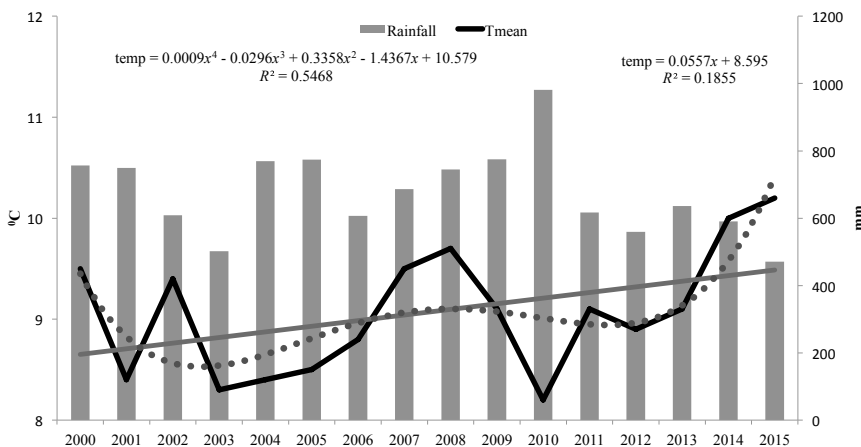 12
1200
Rainfall Tmean
temp = 0.0009x⁴ - 0.0296x³ + 0.3358x² - 1.4367x + 10.579
R² = 0.5468
temp = 0.0557x + 8.595
R² = 0.1855
11
10
9
8
⁰C
1000
800
600
400
200
0
mm
2000 2001 2002 2003 2004 2005 2006 2007 2008 2009 2010 2011 2012 2013 2014 2015